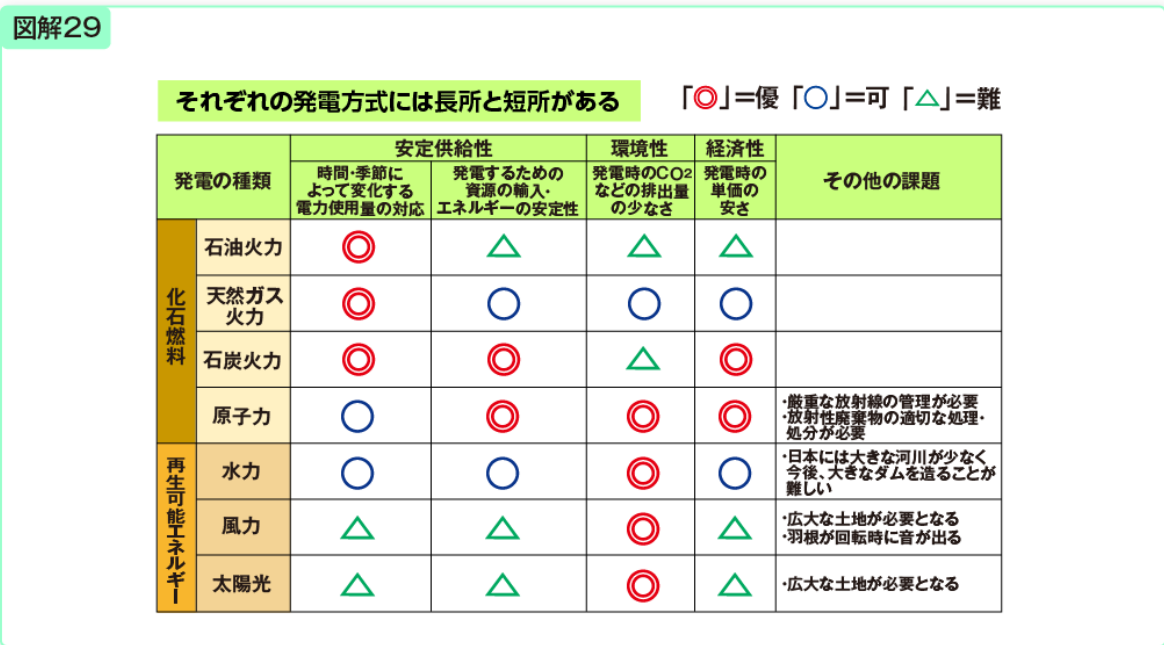 図解29
それぞれの発電方式には長所と短所がある
「◎」=優「○」=可「△」=難
発電の種類
安定供給性
環境性
経済性
その他の課題
時間・季節に
よって変化する
電力使用量の対応
発電するための
資源の輸入・
エネルギーの安定性
発電時のCO2
などの排出量
の少なさ
発電時の
単価の
安さ
化石燃料
石油火力
◎
△
△
△
天然ガス
火力
◎
○
○
○
石炭火力
◎
◎
△
◎
原子力
○
◎
◎
◎
・厳重な放射線の管理が必要
・放射性廃棄物の適切な処理・
処分が必要
再生可能エネルギー
水力
○
○
◎
○
・日本には大きな河川が少なく
今後、大きなダムを造ることが
難しい
風力
△
△
◎
△
・広大な土地が必要となる
・羽根が回転時に音が出る
太陽光
△
△
◎
△
・広大な土地が必要となる